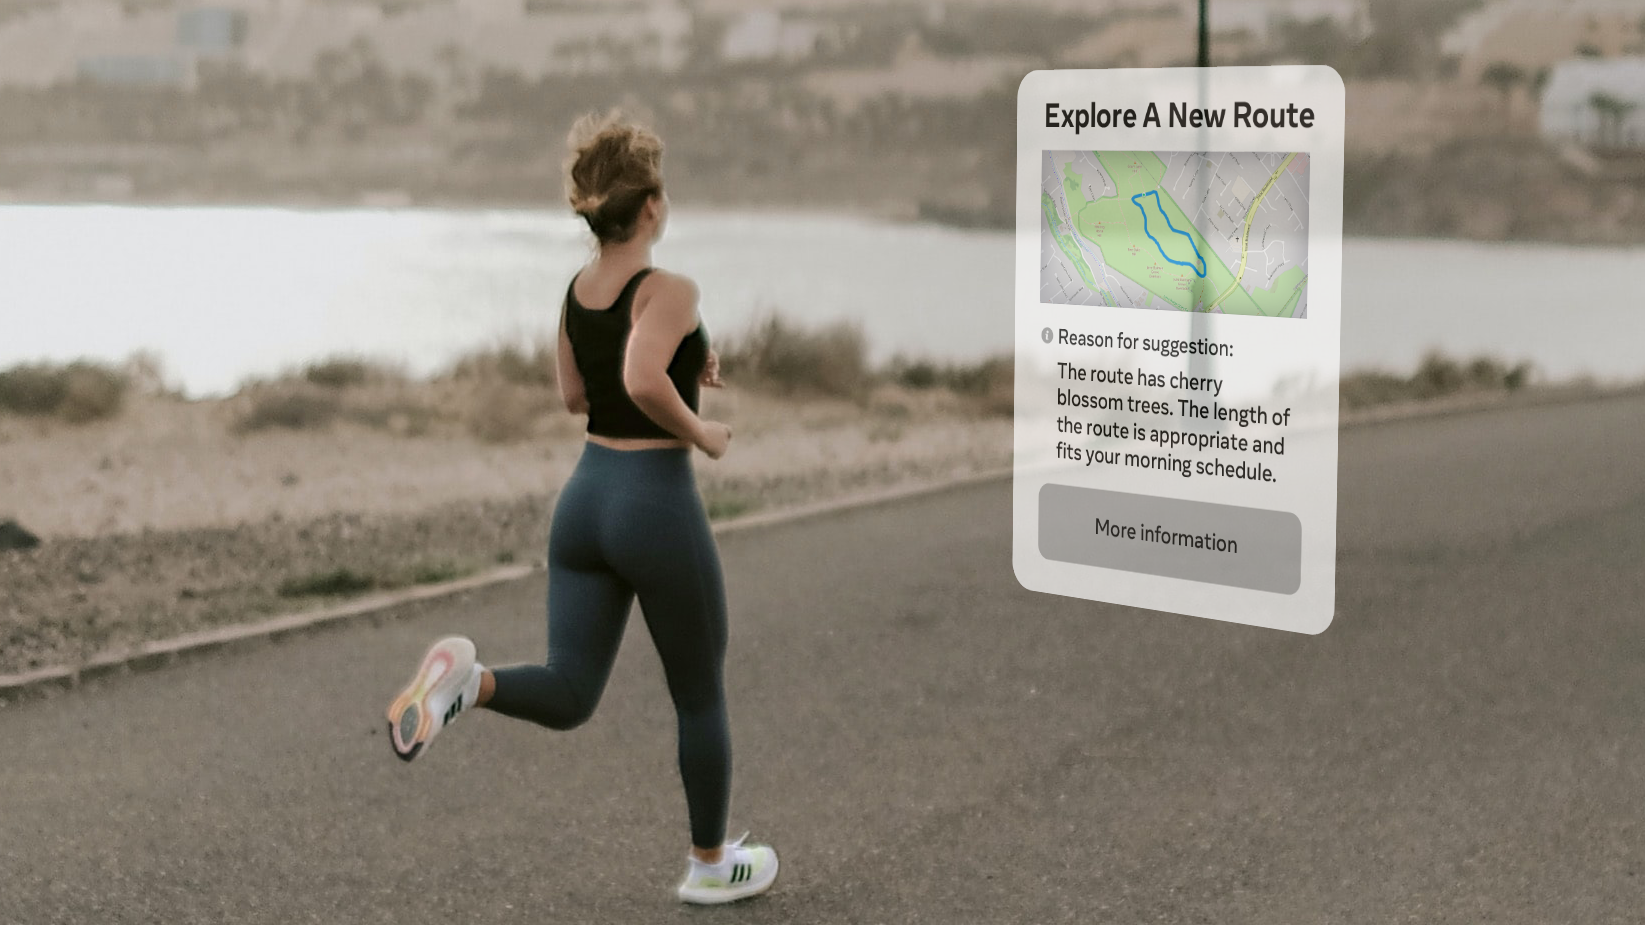 Explore A New Route
i Reason for suggestion:
The route has cherry
blossom trees. The length of
the route is appropriate and
fits your morning schedule.
More information